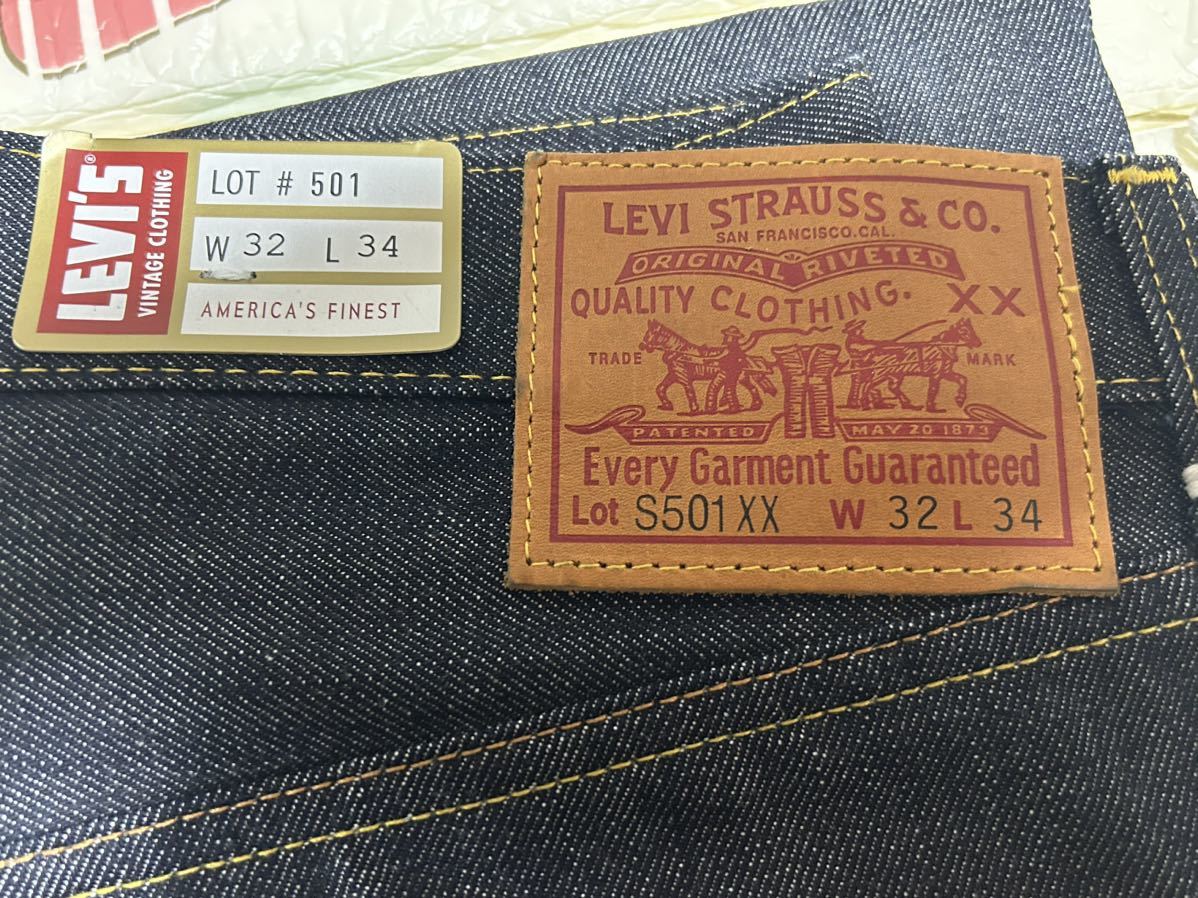 LEVI'S®
VINTAGE CLOTHING
LOT # 501
W 32 L 34
AMERICA'S FINEST
LEVI STRAUSS & CO.
SAN FRANCISCO. CAL.
ORIGINAL RIVETED
QUALITY CLOTHING. XX
TRADE MARK
PATENTED MAY 20 1873
Every Garment Guaranteed
Lot S501XX W 32 L 34